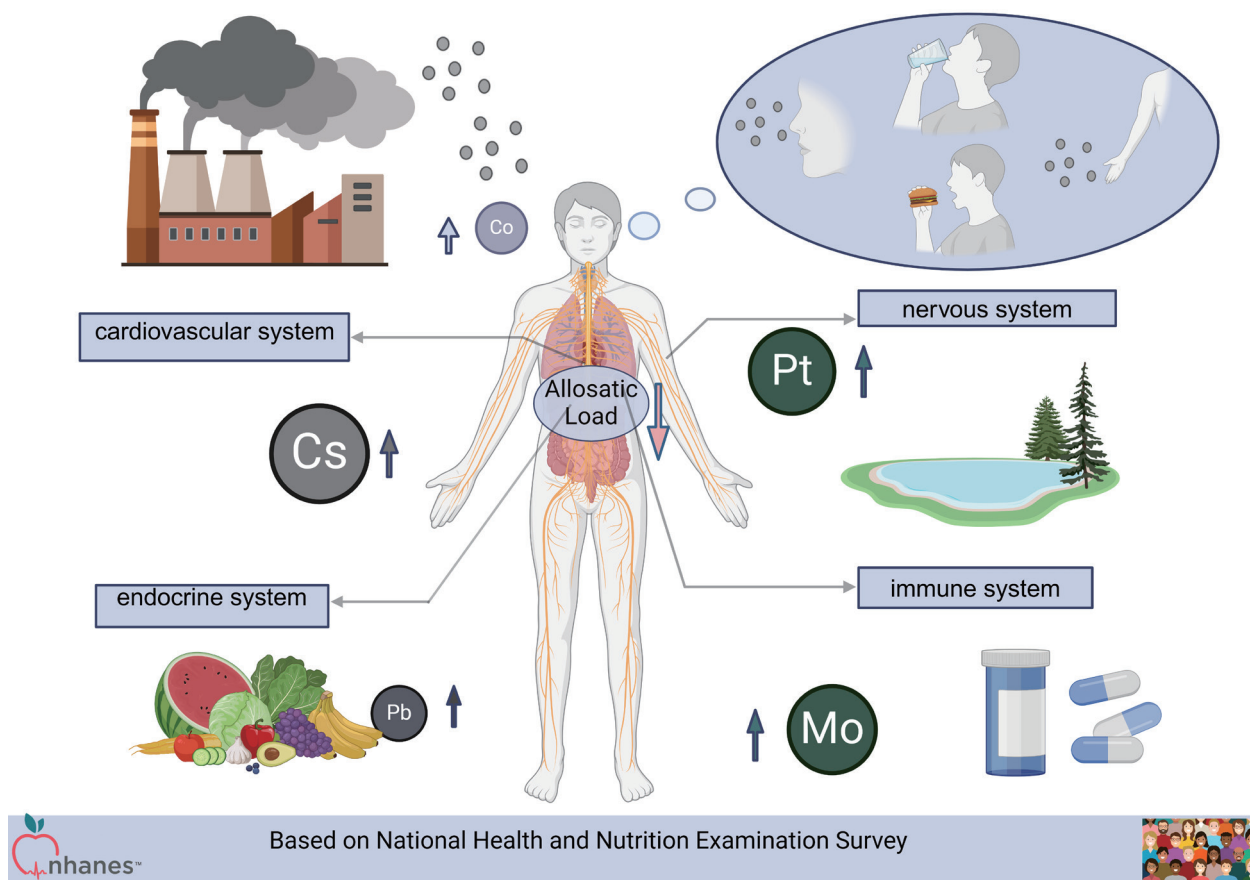 Co
cardiovascular system
nervous system
Pt
Allosatic
Load
Cs
endocrine system
immune system
Pb
Mo
Based on National Health and Nutrition Examination Survey
nhanes™